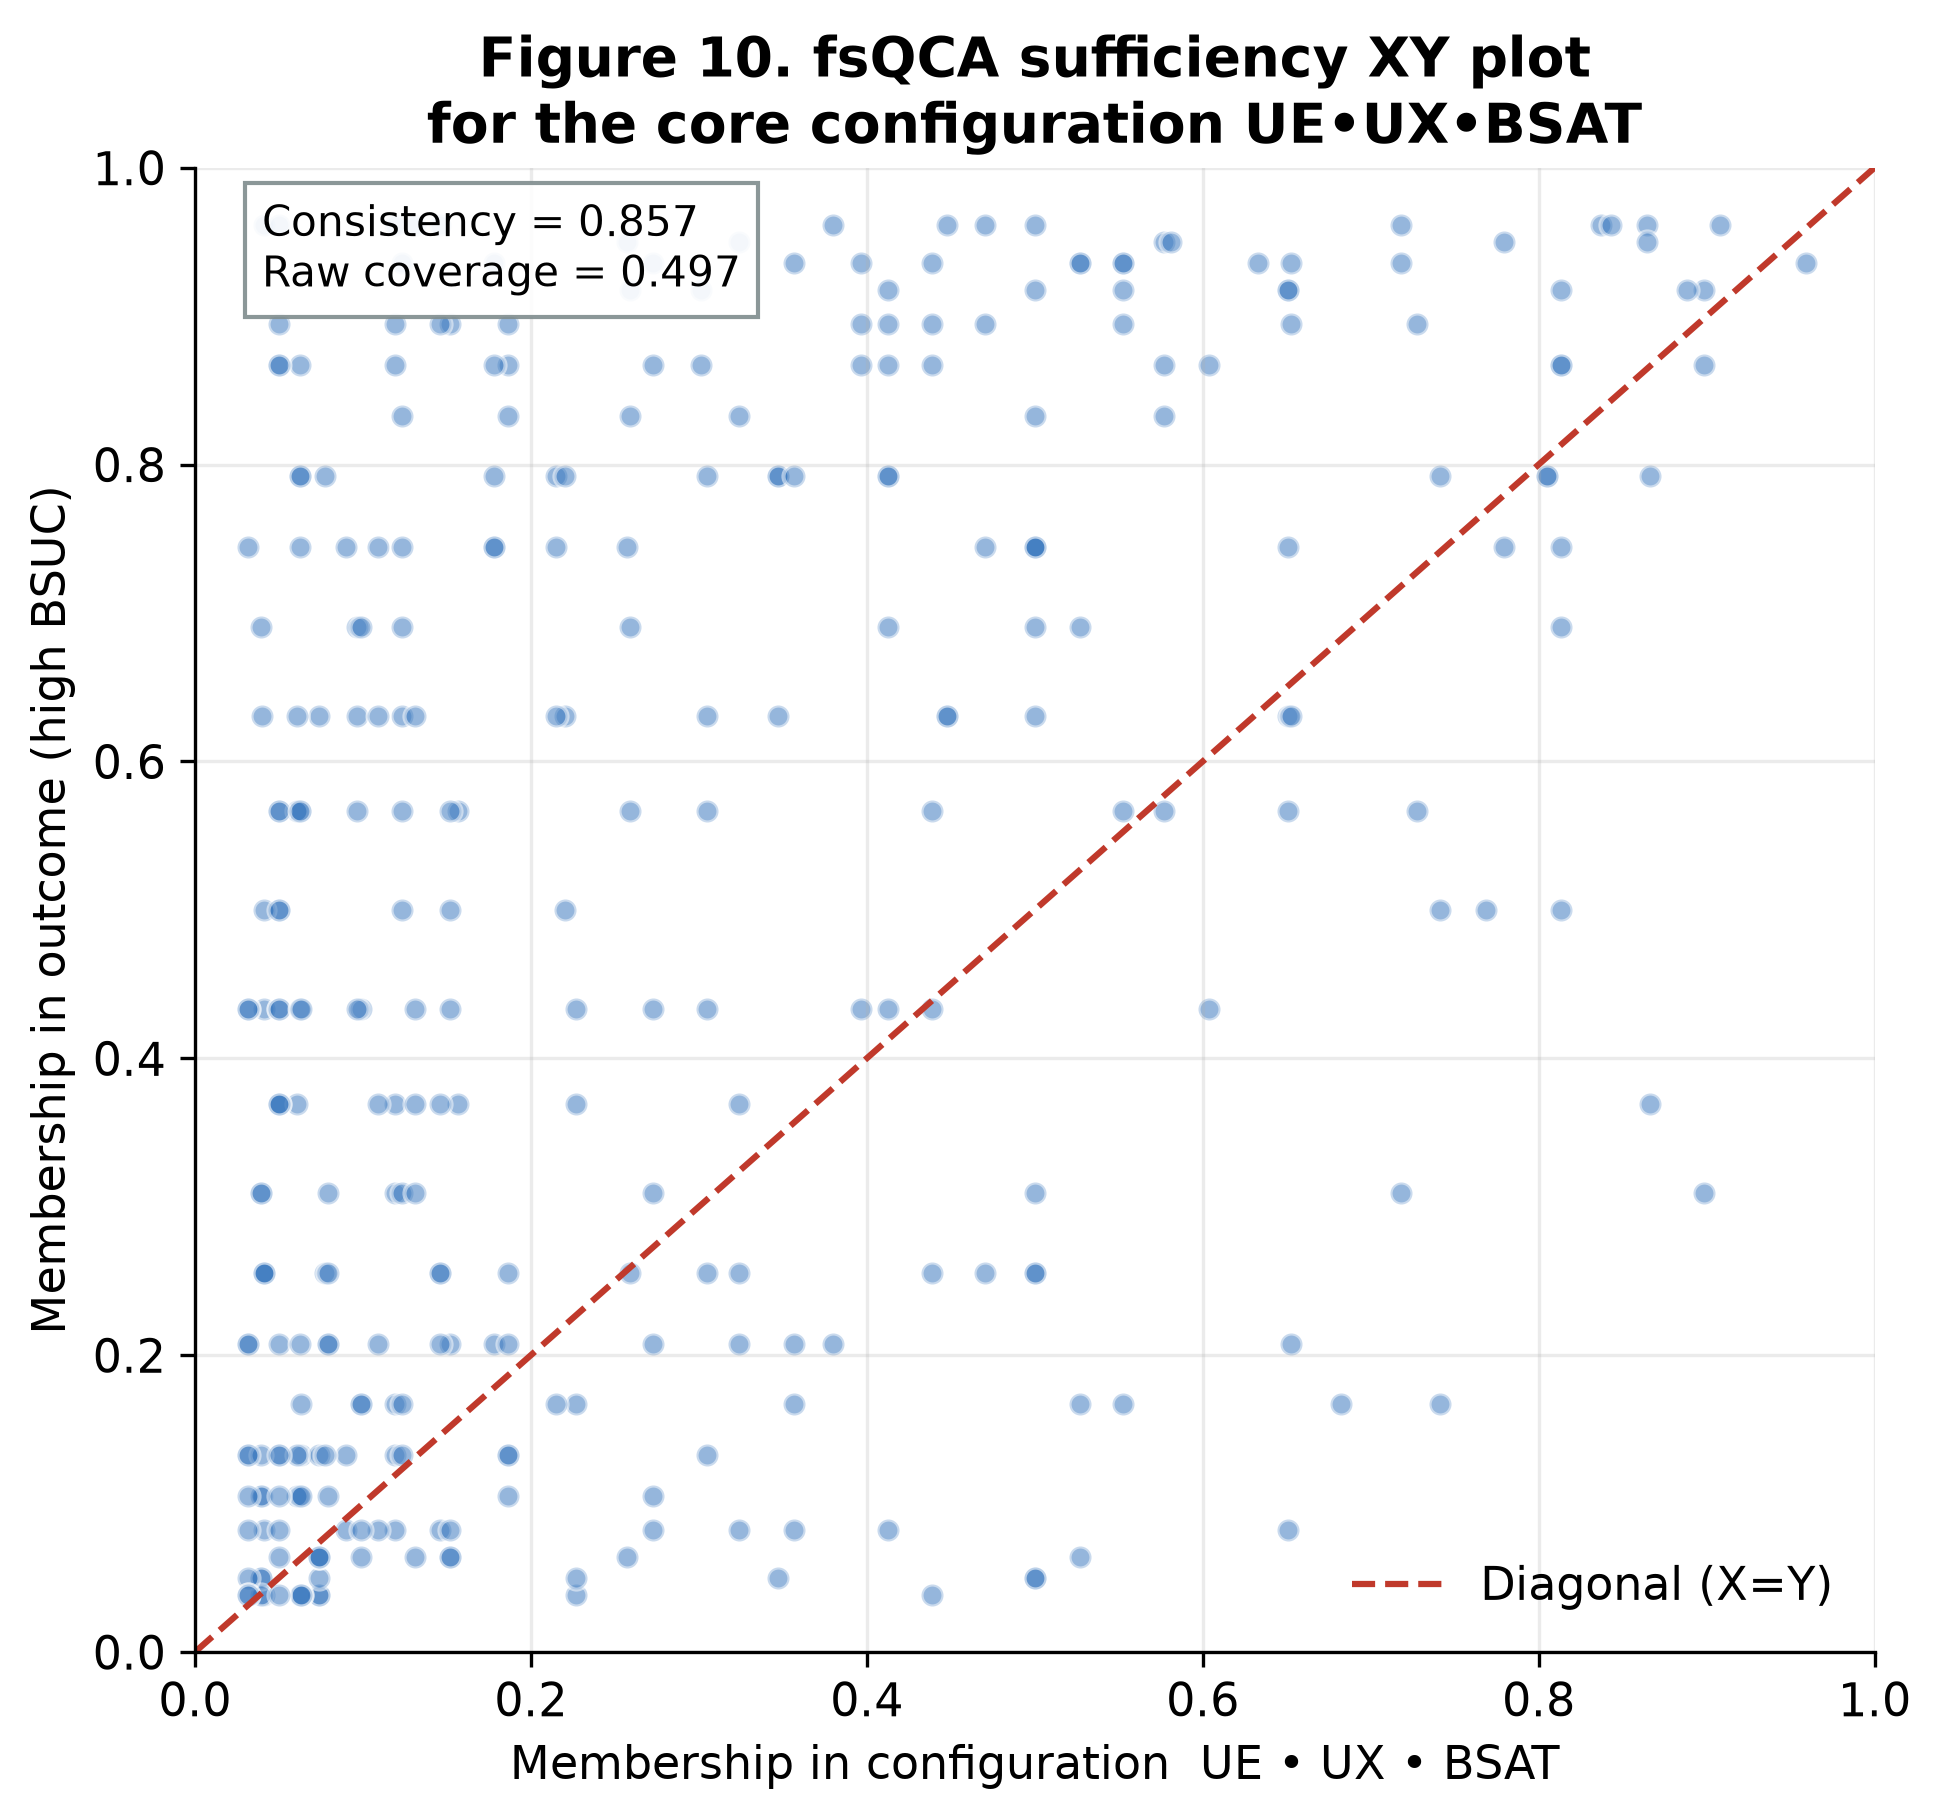 Figure 10. fsQCA sufficiency XY plot
for the core configuration UE•UX•BSAT
Consistency = 0.857
Raw coverage = 0.497
Membership in outcome (high BSUC)
1.0
0.8
0.6
0.4
0.2
0.0
Diagonal (X=Y)
0.0 0.2 0.4 0.6 0.8 1.0
Membership in configuration  UE • UX • BSAT